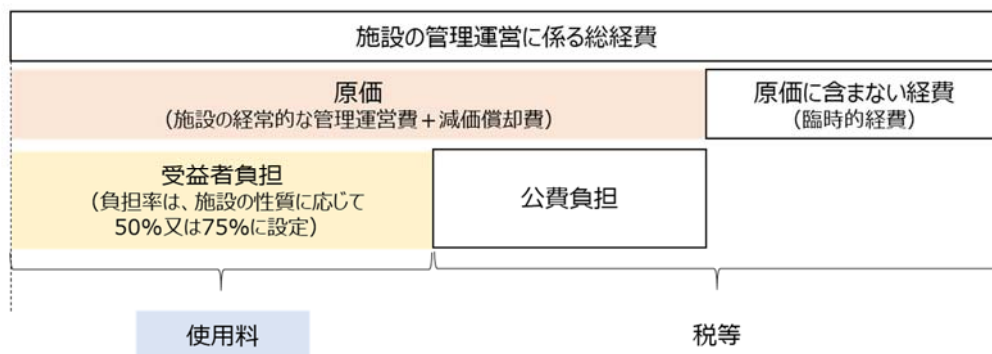 施設の管理運営に係る総経費
原価
(施設の経常的な管理運営費＋減価償却費)
原価に含まない経費
(臨時的経費)
受益者負担
(負担率は、施設の性質に応じて
50%又は75%に設定)
公費負担
使用料
税等